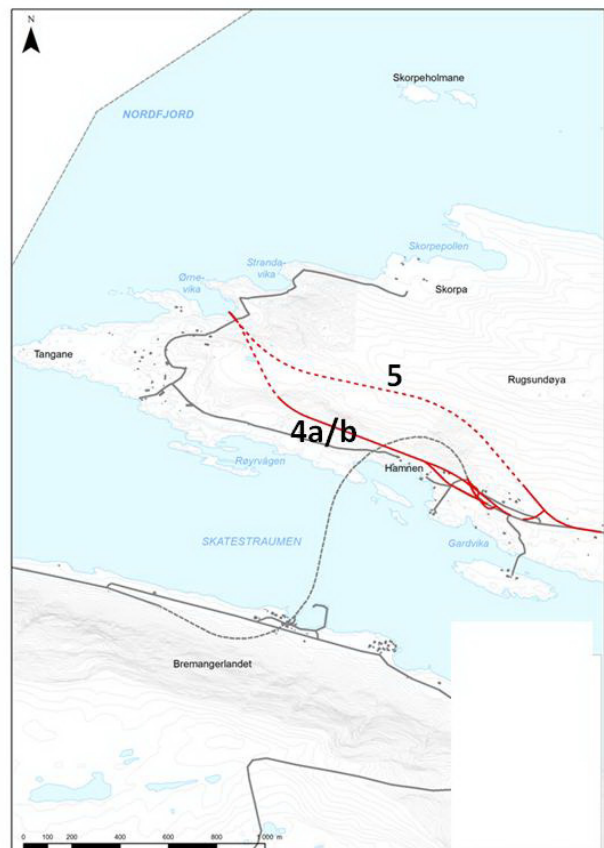 N
Skorpeholmane
NORDFJORD
Skorpepollen
Stranda-
vika
Ørne-
vika
Skorpa
Tangane
5
Rugsundøya
4a/b
Røyrvågen
Hamnen
SKATESTRAUMEN
Gardvika
Bremangerlandet
0 100 200 400 600 800 1 000 m